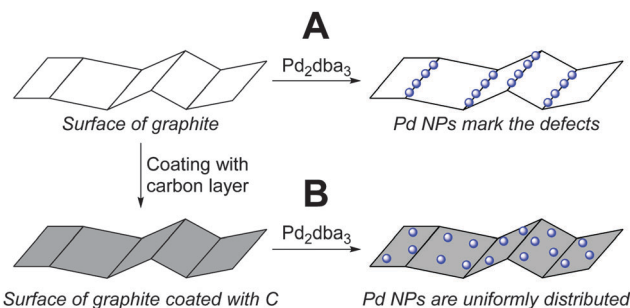 A
Pd2dba3
Surface of graphite
Pd NPs mark the defects
Coating with
carbon layer
B
Pd2dba3
Surface of graphite coated with C
Pd NPs are uniformly distributed